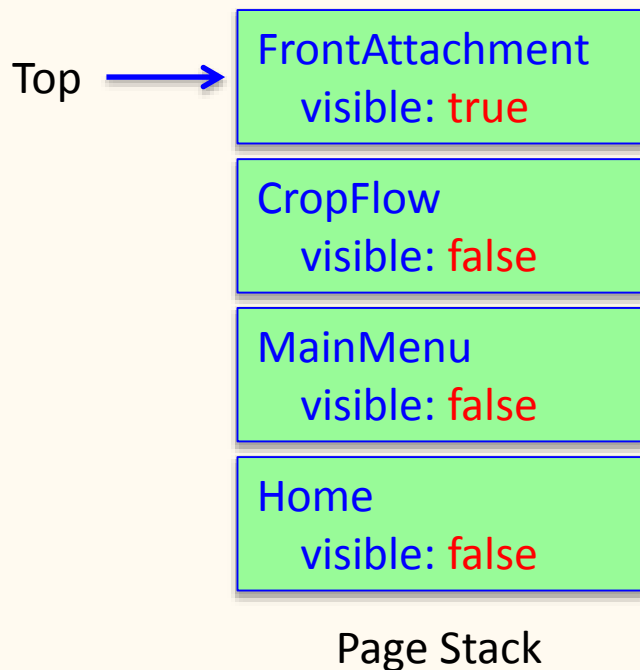 FrontAttachment
Top
visible: true
CropFlow
visible: false
MainMenu
visible: false
Home
visible: false
Page Stack